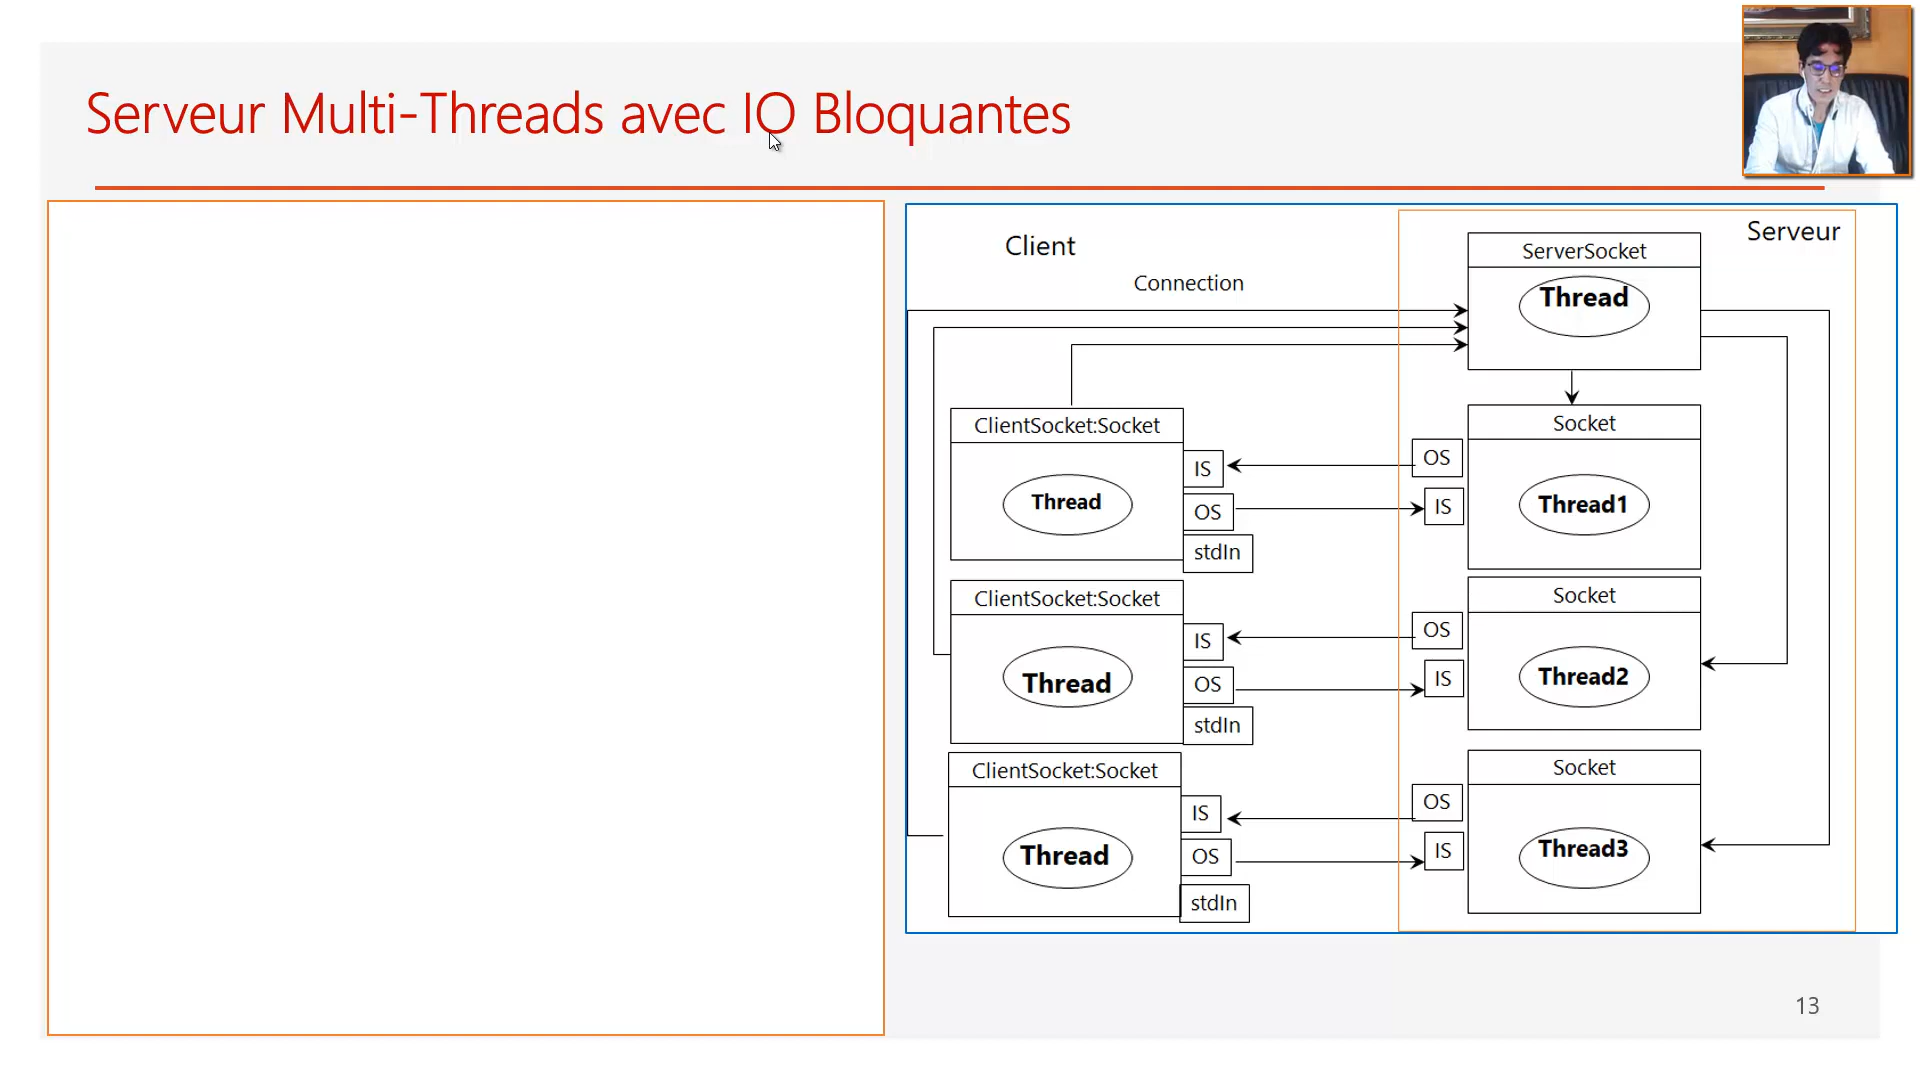 Serveur Multi-Threads avec IO Bloquantes
Client
Serveur
Connection
ServerSocket
Thread
ClientSocket:Socket
Thread
IS
OS
stdIn
OS
IS
Socket
Thread1
ClientSocket:Socket
Thread
IS
OS
stdIn
OS
IS
Socket
Thread2
ClientSocket:Socket
Thread
IS
OS
stdIn
OS
IS
Socket
Thread3
13